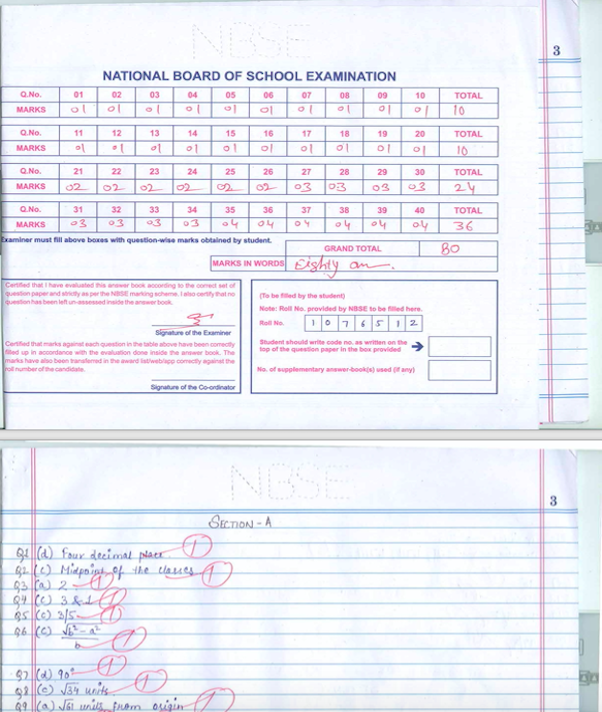 NBSE
3
NATIONAL BOARD OF SCHOOL EXAMINATION
Q.No. 01 02 03 04 05 06 07 08 09 10 TOTAL
MARKS 01 01 01 01 01 01 01 01 01 01 10
Q.No. 11 12 13 14 15 16 17 18 19 20 TOTAL
MARKS 01 01 01 01 01 01 01 01 01 01 10
Q.No. 21 22 23 24 25 26 27 28 29 30 TOTAL
MARKS 02 02 02 02 02 02 03 03 03 03 24
Q.No. 31 32 33 34 35 36 37 38 39 40 TOTAL
MARKS 03 03 03 03 04 04 04 04 04 04 36
Examiner must fill above boxes with question-wise marks obtained by student.
GRAND TOTAL 80
MARKS IN WORDS Eighty
Certified that I have evaluated this answer book according to the correct set of
question paper and strictly as per the NBSE marking scheme. I also certify that no
question has been left un-assessed inside the answer book.
Signature of the Examiner
Certified that marks against each question in the table above have been correctly
filled up in accordance with the evaluation done inside the answer book. The
marks have also been transferred in the award list/web/app correctly against the
roll number of the candidate.
Signature of the Co-ordinator
(To be filled by the student)
Note: Roll No. provided by NBSE to be filled here.
Roll No. 1 0 7 6 5 1 2
Student should write code no. as written on the
top of the question paper in the box provided
No. of supplementary answer-book(s) used (if any)
NBSE
3
SECTION-A
Q1 (d) Four decimal place 1
Q2 (c) Midpoint of the classes 1
Q3 (a) 2 1
Q4 (c) 3 & 1 1
Q5 (c) 3/5 1
Q6 (c) √b²-a²
b 1
Q7 (d) 90° 1
Q8 (c) √34 units 1
Q9 (a) √61 units from origin 1